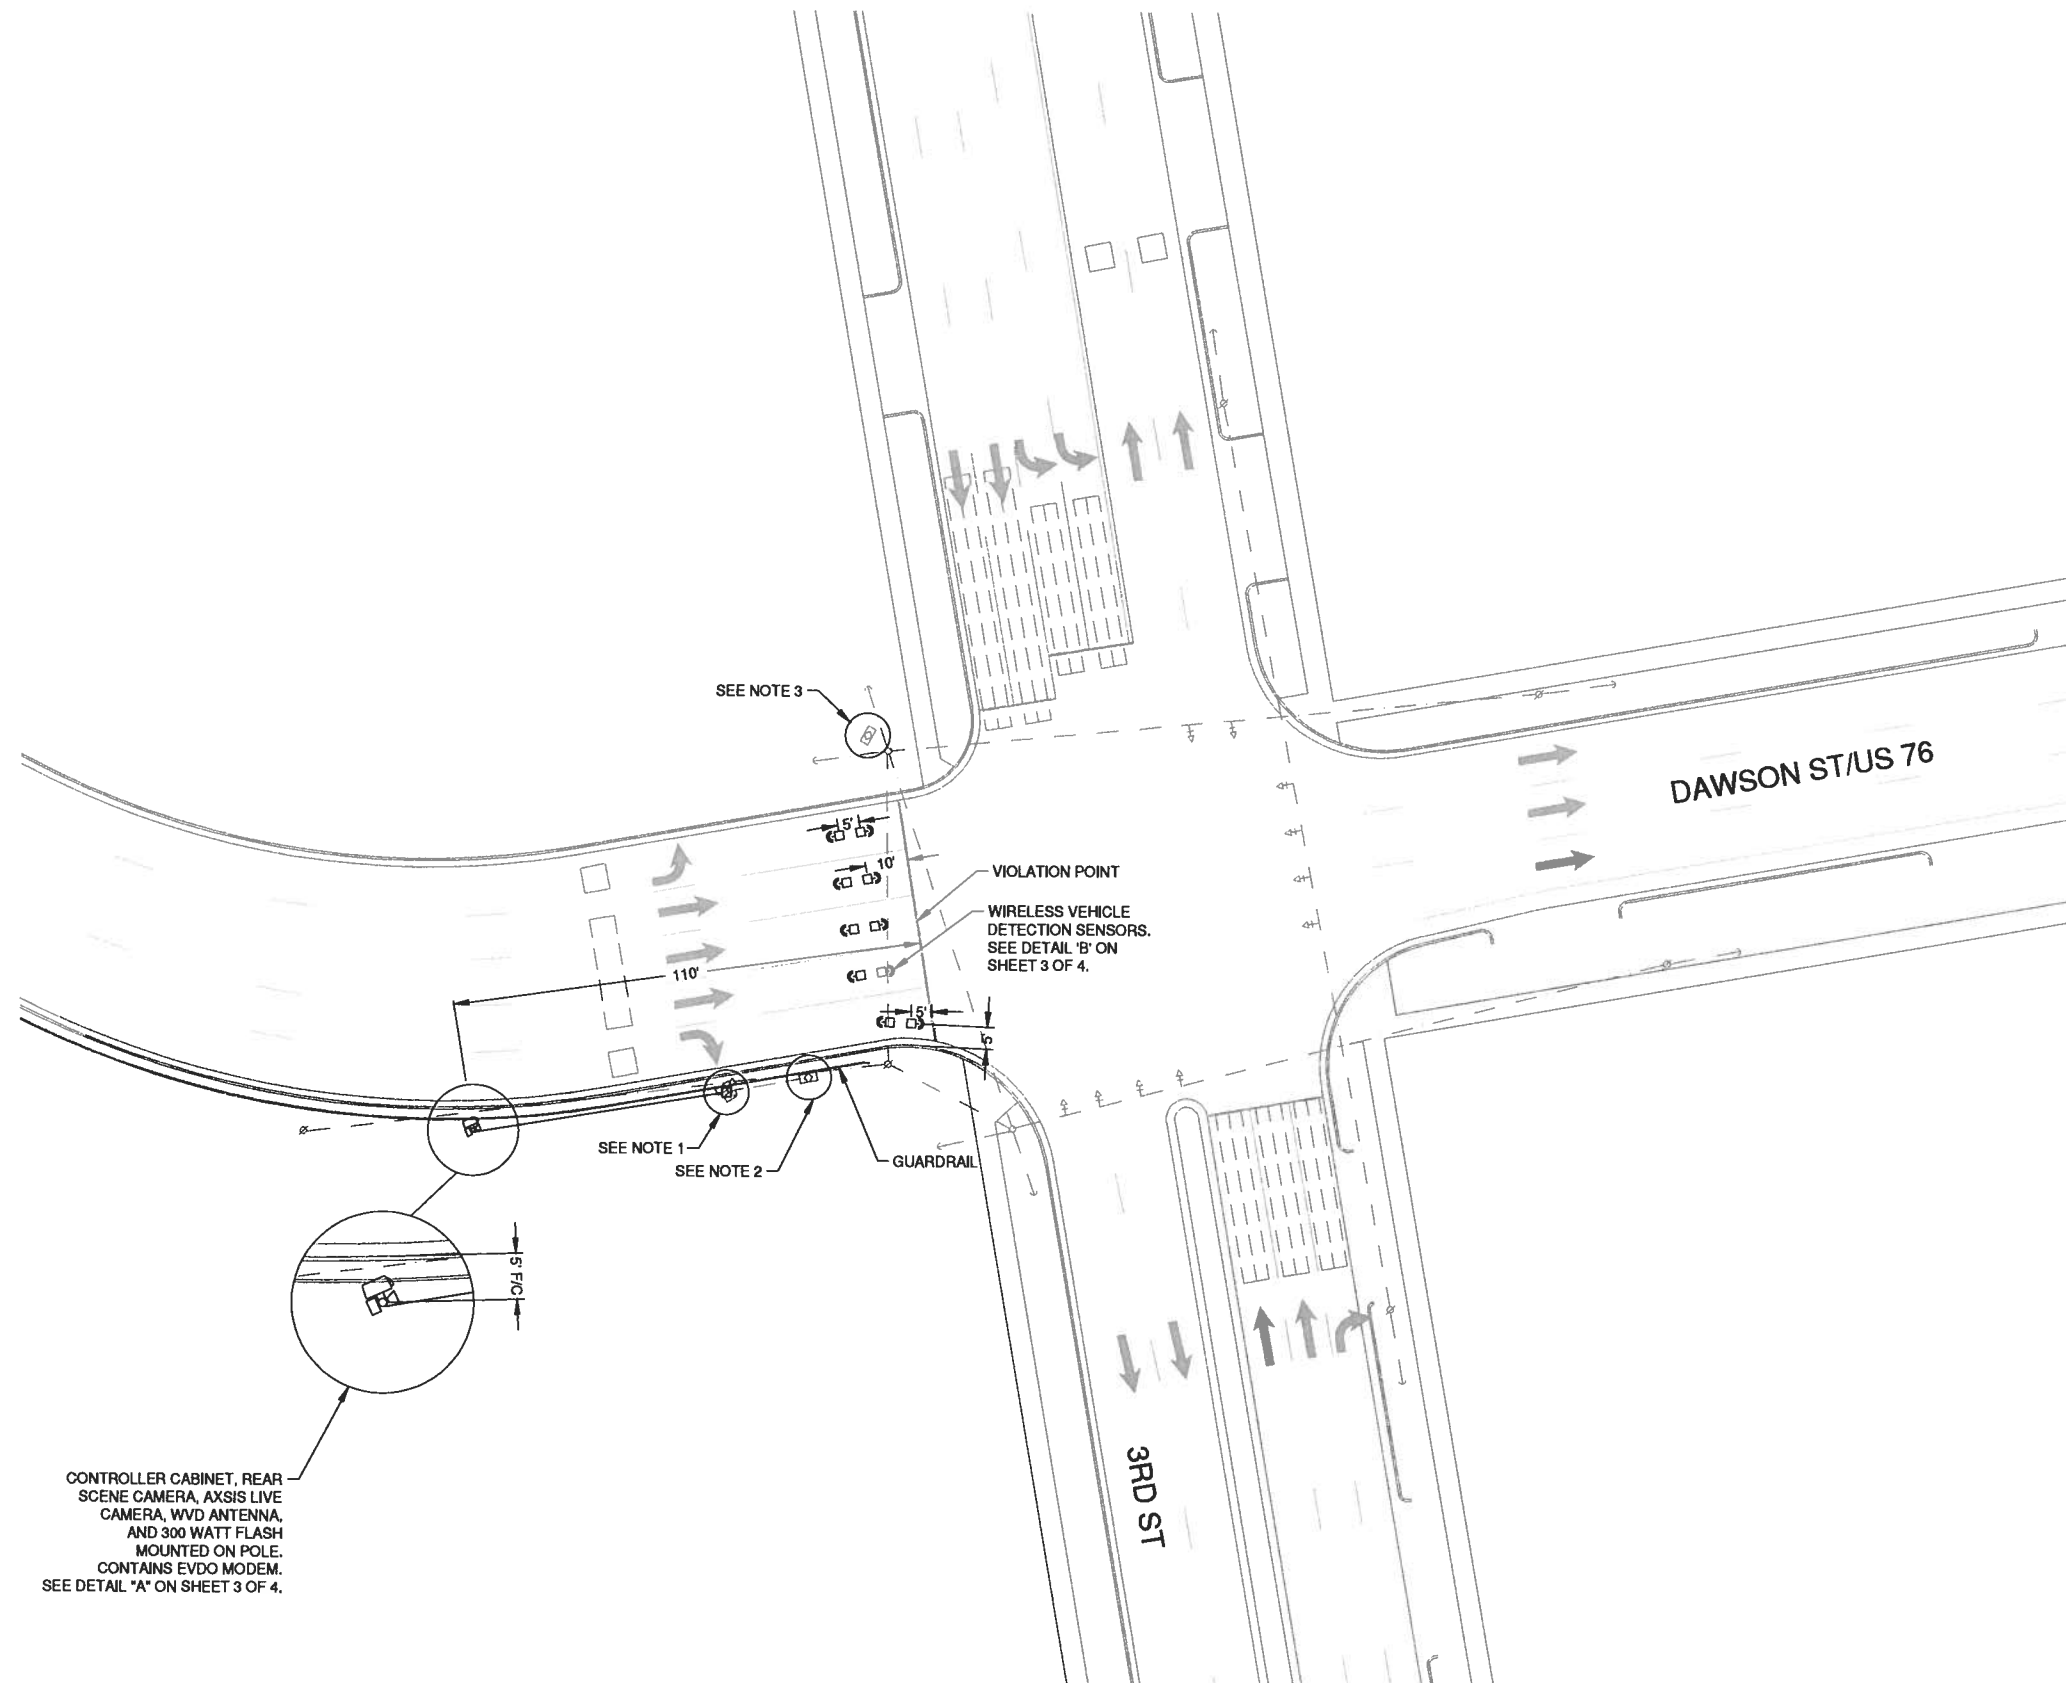 SEE NOTE 3
DAWSON ST/US 76
5'
10'
VIOLATION POINT
WIRELESS VEHICLE
DETECTION SENSORS.
SEE DETAIL 'B' ON
SHEET 3 OF 4.
110'
5'
5'
SEE NOTE 1
SEE NOTE 2
GUARDRAIL
5' F/C
3RD ST
CONTROLLER CABINET, REAR
SCENE CAMERA, AXSIS LIVE
CAMERA, WVD ANTENNA,
AND 300 WATT FLASH
MOUNTED ON POLE.
CONTAINS EVDO MODEM.
SEE DETAIL "A" ON SHEET 3 OF 4.